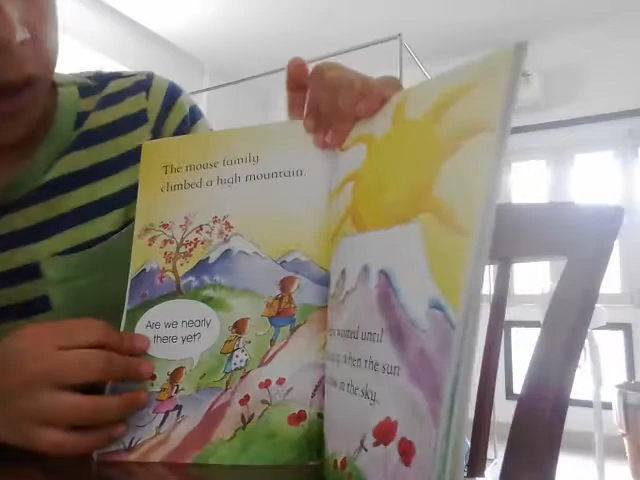 The mouse family
climbed a high mountain.
Are we nearly
there yet?
waited until
when the sun
in the sky.